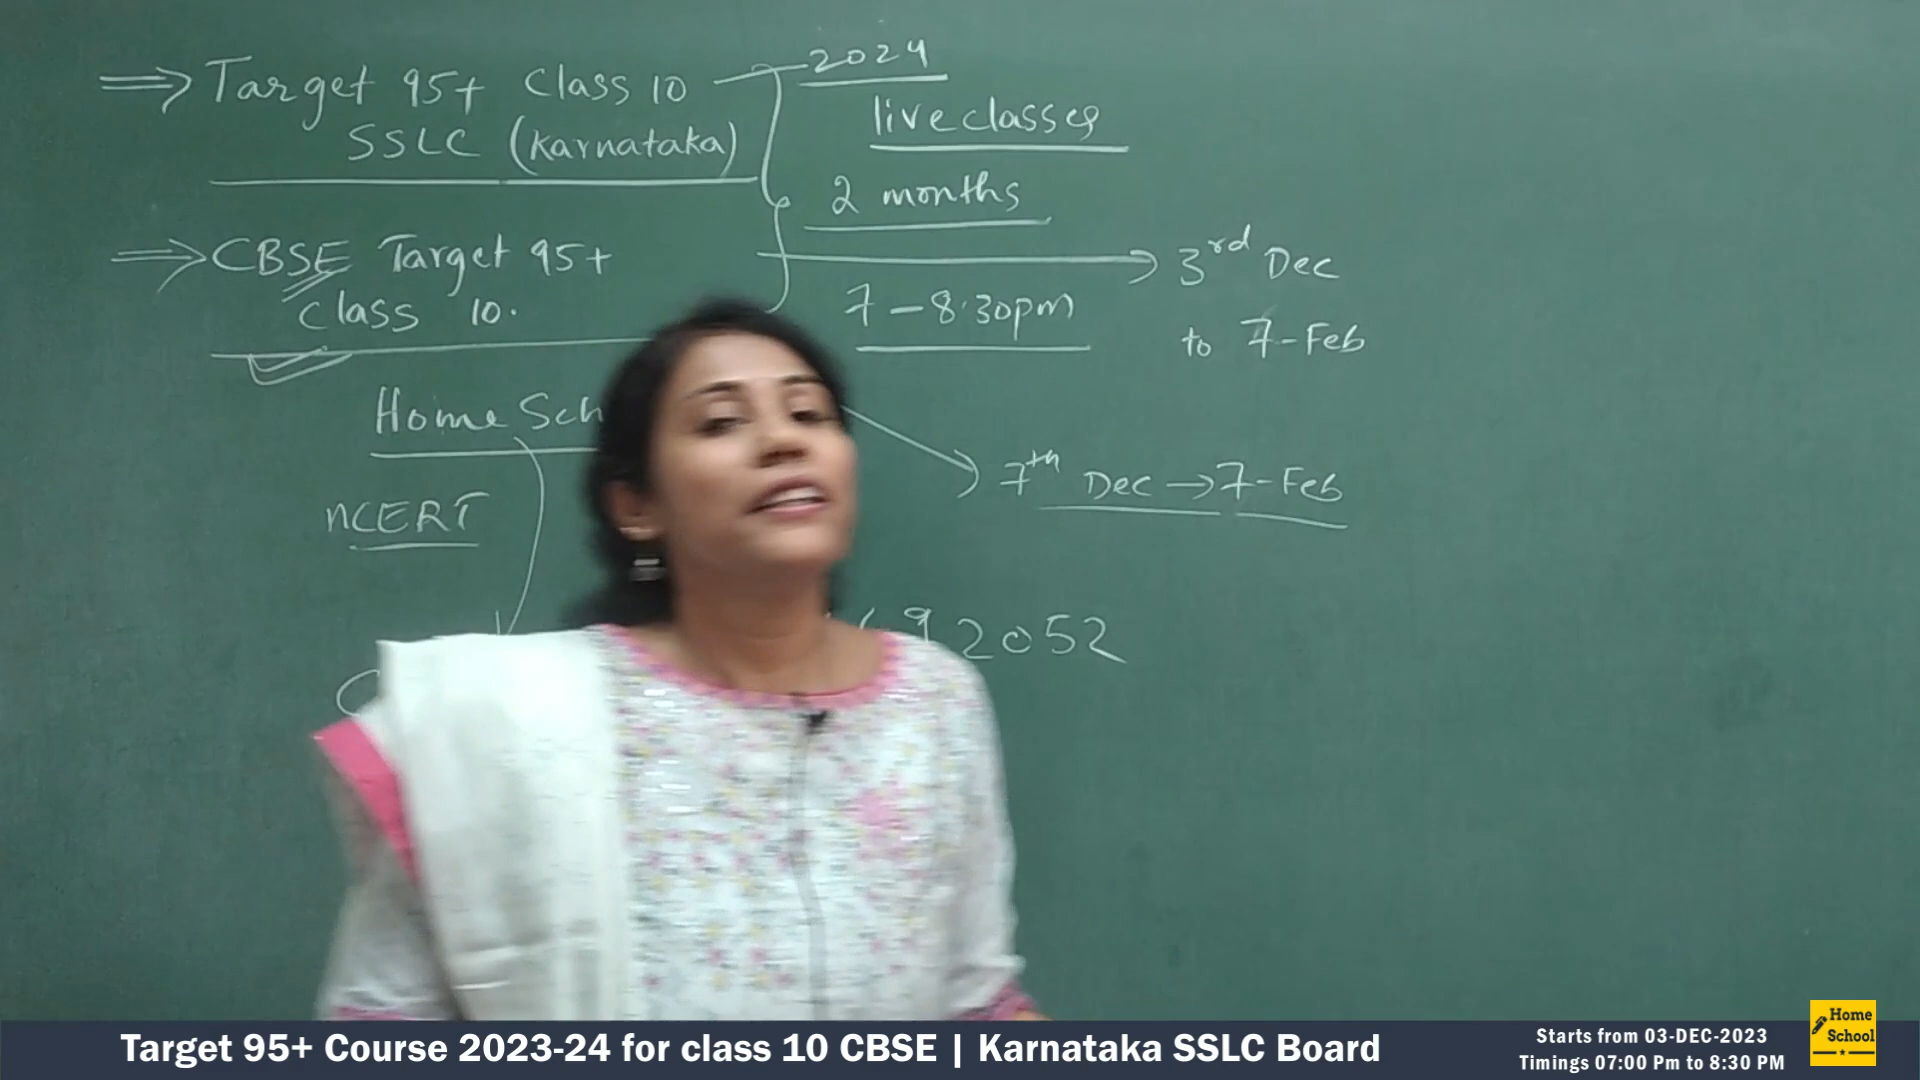 ⇒ Target 95+ Class 10 — 2024
SSLC (Karnataka)
live classes
2 months
⇒ CBSE Target 95+
Class 10.
→ 3rd Dec
to 7-Feb
7 - 8.30pm
Home Sch
7th Dec → 7-Feb
NCERT
92052
Target 95+ Course 2023-24 for class 10 CBSE | Karnataka SSLC Board
Starts from 03-DEC-2023
Timings 07:00 Pm to 8:30 PM
Home
School